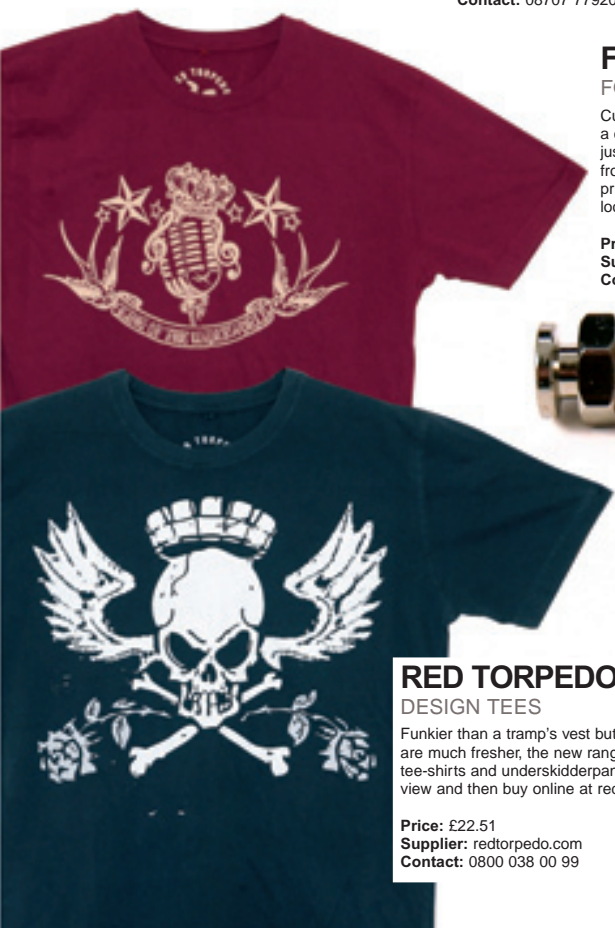 Contact: 08707 77920
F
FO
Cu
a
jus
fro
pr
loc
Pr
Su
Co
RED TORPEDO
DESIGN TEES
Funkier than a tramp's vest but
are much fresher, the new rang
tee-shirts and underskidderpan
view and then buy online at red
Price: £22.51
Supplier: redtorpedo.com
Contact: 0800 038 00 99